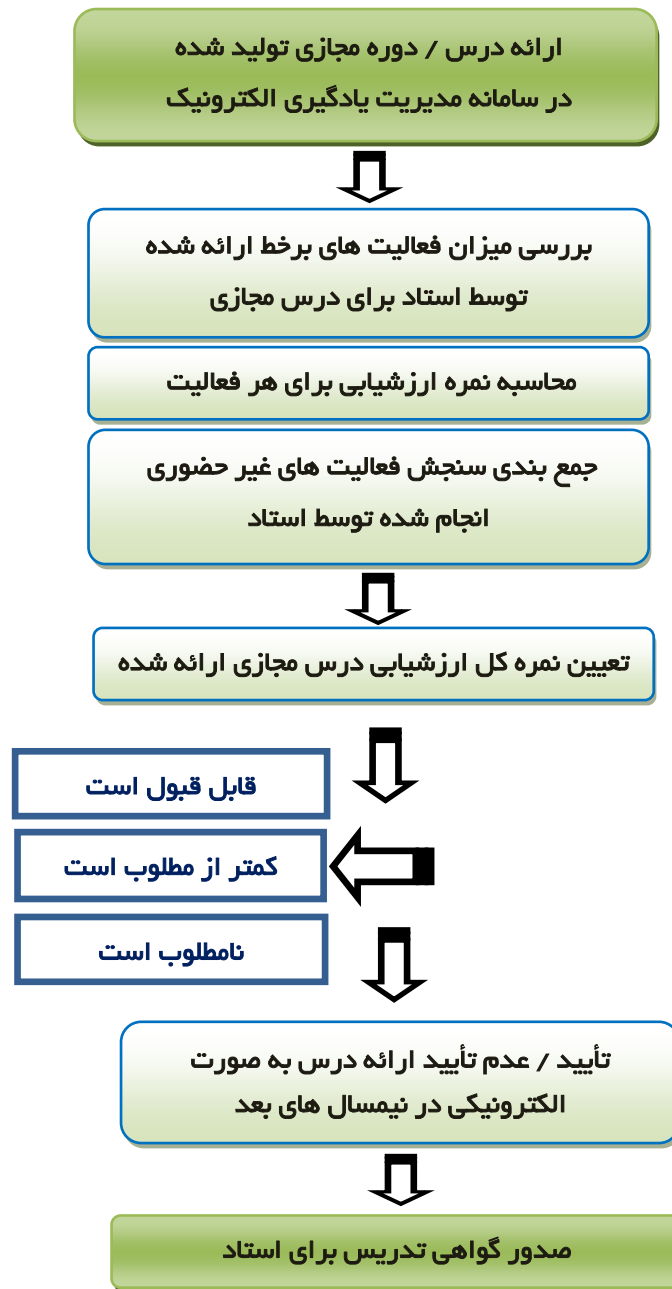 ارائه درس / دوره مجازی تولید شده
در سامانه مدیریت یادگیری الکترونیک
بررسی میزان فعالیت های برخط ارائه شده
توسط استاد برای درس مجازی
محاسبه نمره ارزشیابی برای هر فعالیت
جمع بندی سنجش فعالیت های غیر حضوری
انجام شده توسط استاد
تعیین نمره کل ارزشیابی درس مجازی ارائه شده
قابل قبول است
کمتر از مطلوب است
نامطلوب است
تأیید / عدم تأیید ارائه درس به صورت
الکترونیکی در نیمسال های بعد
صدور گواهی تدریس برای استاد